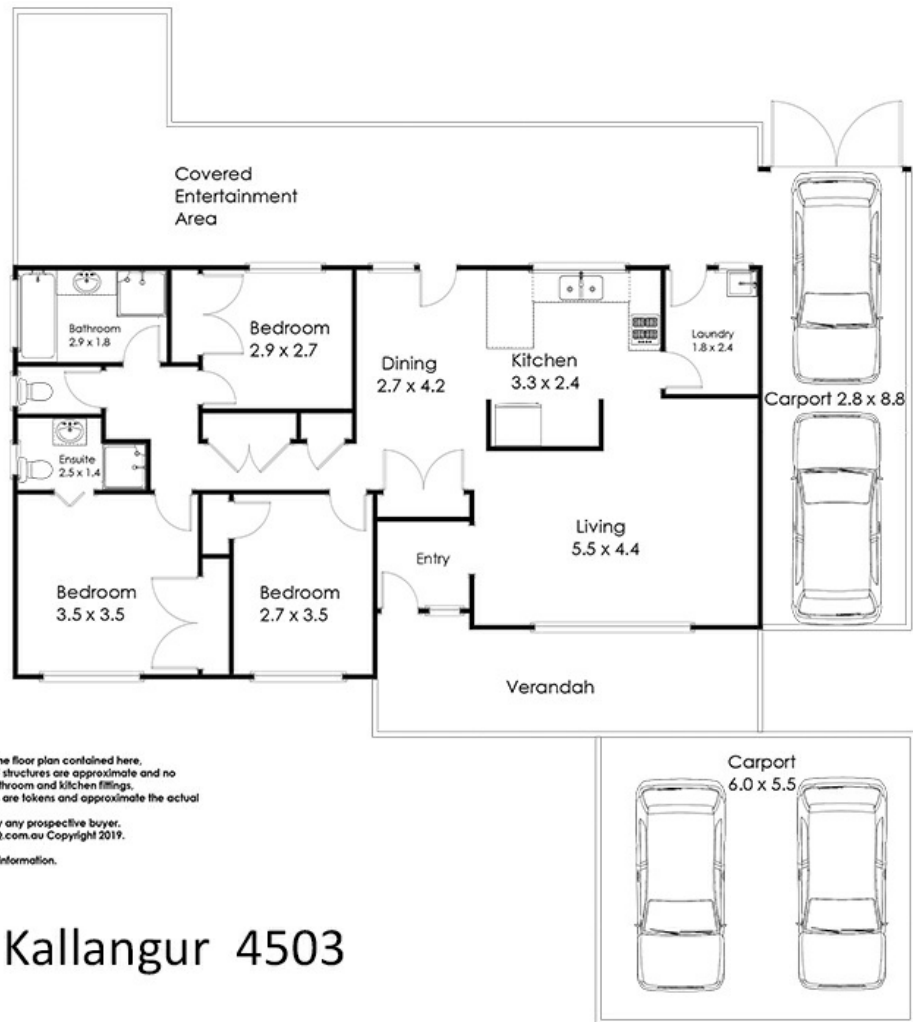 Covered
Entertainment
Area
Bathroom
2.9 x 1.8
Bedroom
2.9 x 2.7
Dining
2.7 x 4.2
Kitchen
3.3 x 2.4
Laundry
1.8 x 2.4
Carport 2.8 x 8.8
Ensuite
2.5 x 1.4
Living
5.5 x 4.4
Entry
Bedroom
3.5 x 3.5
Bedroom
2.7 x 3.5
Verandah
Carport
6.0 x 5.5
floor plan contained here,
structures are approximate and no
and kitchen fittings,
are tokens and approximate the actual
any prospective buyer.
.com.au Copyright 2019.
information.
Kallangur 4503